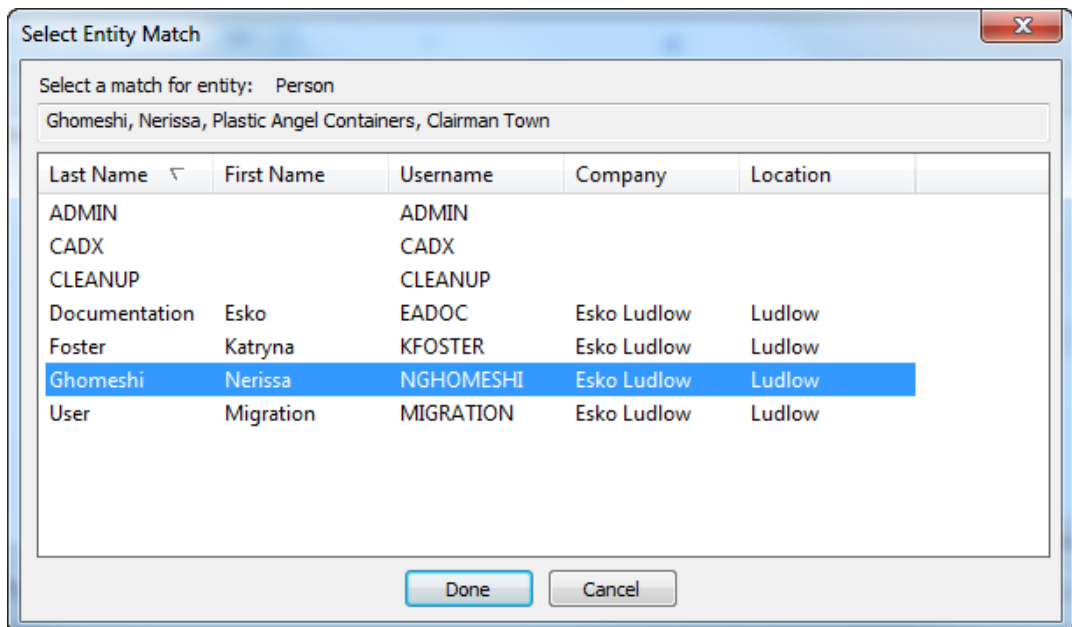 Select Entity Match
Select a match for entity: Person
Ghomeshi, Nerissa, Plastic Angel Containers, Clairman Town
Last Name First Name Username Company Location
ADMIN ADMIN
CADX CADX
CLEANUP CLEANUP
Documentation Esko EADOC Esko Ludlow Ludlow
Foster Katryna KFOSTER Esko Ludlow Ludlow
Ghomeshi Nerissa NGHOMESHI Esko Ludlow Ludlow
User Migration MIGRATION Esko Ludlow Ludlow
Done Cancel